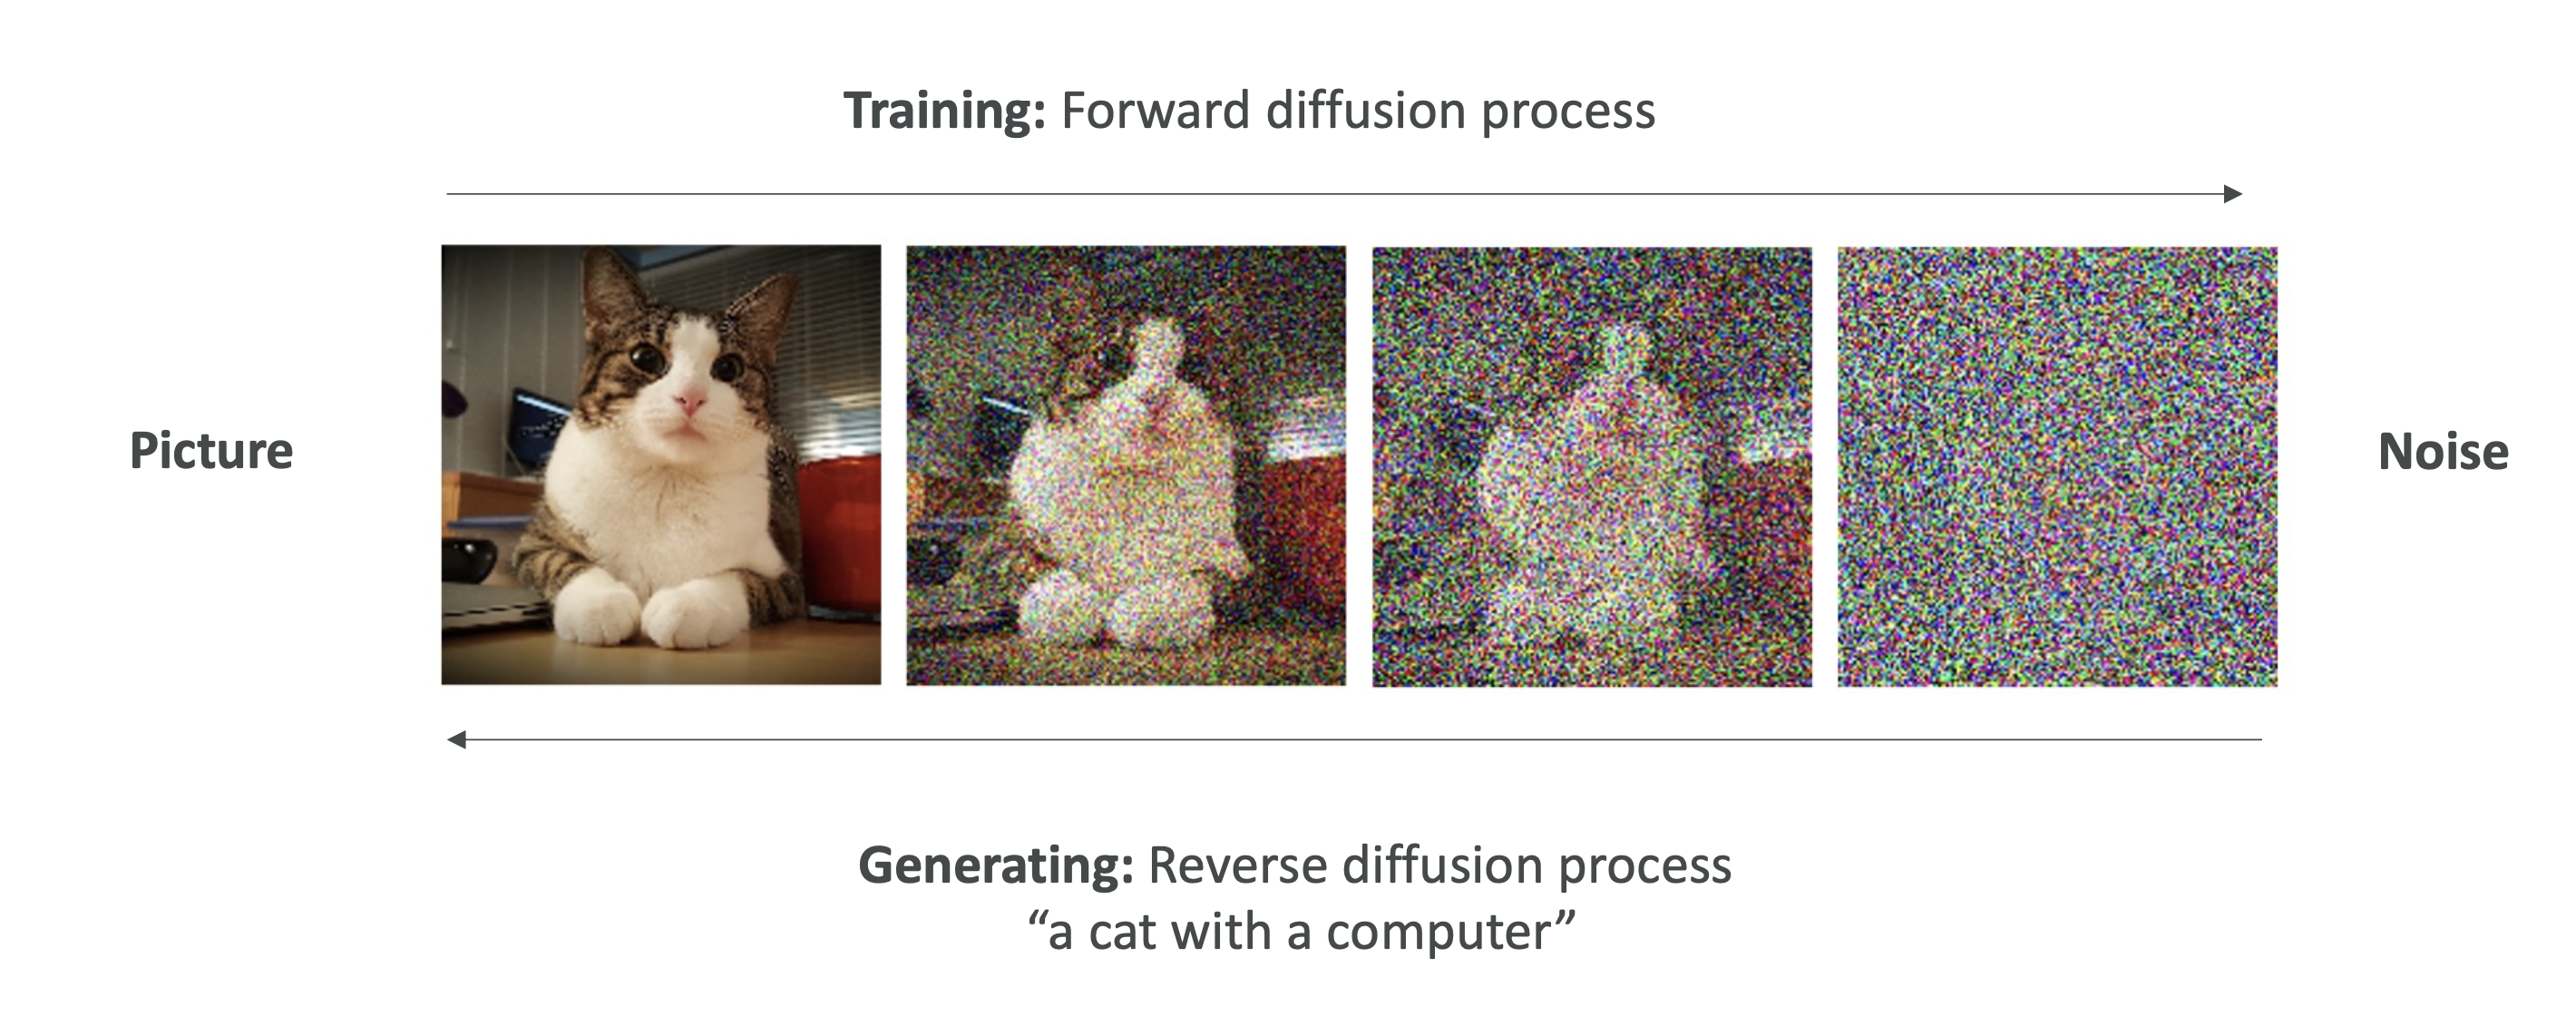 Training: Forward diffusion process
Picture
Noise
Generating: Reverse diffusion process
“a cat with a computer”